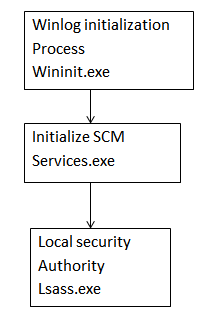 Winlog initialization
Process
Wininit.exe
Initialize SCM
Services.exe
Local security
Authority
Lsass.exe